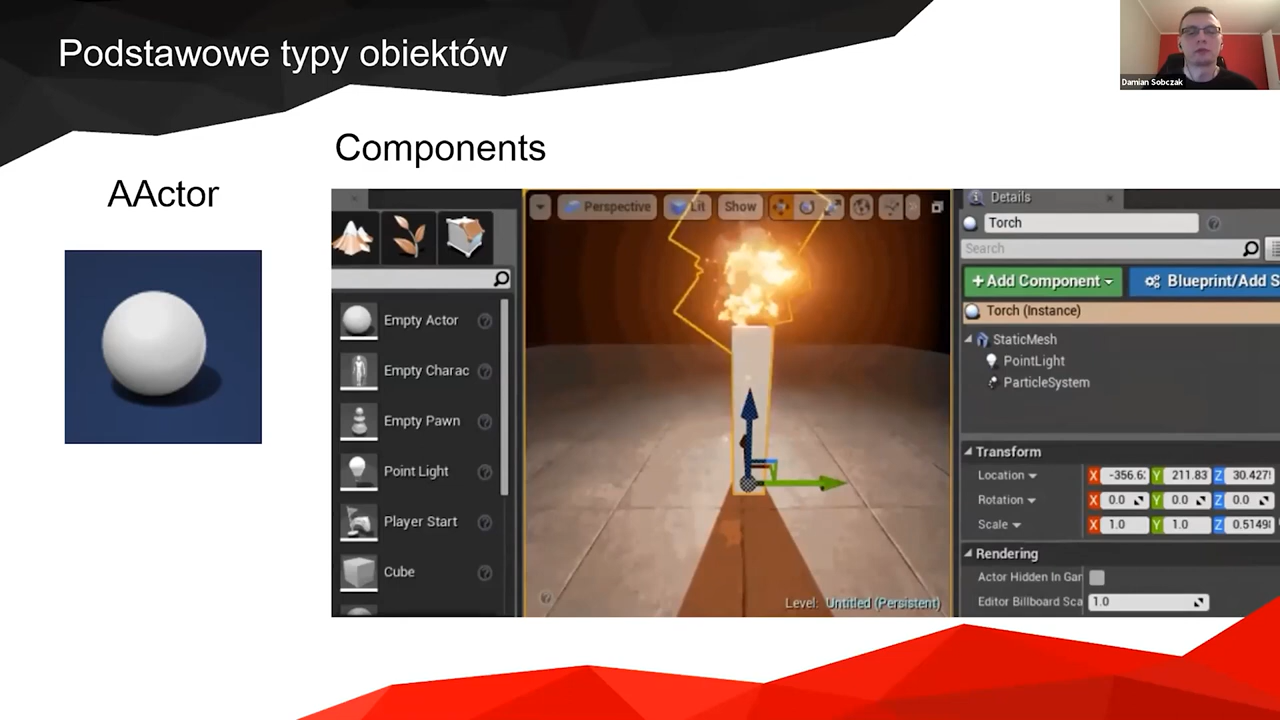 Podstawowe typy obiektów
Damian Sobczak
Components
AActor
Perspective
Lit
Show
Details
Torch
Search
+Add Component
Blueprint/Add S
Torch (Instance)
Empty Actor
StaticMesh
PointLight
Empty Charac
ParticleSystem
Empty Pawn
Transform
Point Light
Location
X -356.6
Y 211.83
Z 30.427
Rotation
X 0.0
Y 0.0
Z 0.0
Player Start
Scale
X 1.0
Y 1.0
Z 0.5149
Rendering
Cube
Actor Hidden In Gar
Level: Untitled (Persistent)
Editor Billboard Sca
1.0